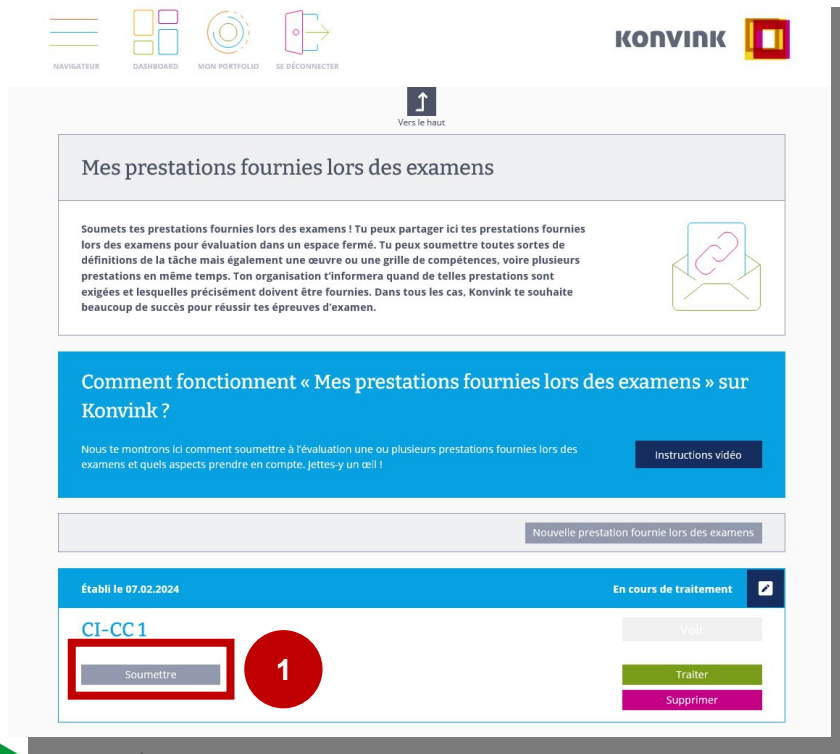 NAVIGATEUR
DASHBOARD
MON PORTFOLIO
SE DÉCONNECTER
KONVINK
Vers le haut
Mes prestations fournies lors des examens
Soumets tes prestations fournies lors des examens ! Tu peux partager ici tes prestations fournies
lors des examens pour évaluation dans un espace fermé. Tu peux soumettre toutes sortes de
définitions de la tâche mais également une œuvre ou une grille de compétences, voire plusieurs
prestations en même temps. Ton organisation t'informera quand de telles prestations sont
exigées et lesquelles précisément doivent être fournies. Dans tous les cas, Konvink te souhaite
beaucoup de succès pour réussir tes épreuves d'examen.
Comment fonctionnent « Mes prestations fournies lors des examens » sur
Konvink ?
Nous te montrons ici comment soumettre à l'évaluation une ou plusieurs prestations fournies lors des
examens et quels aspects prendre en compte. Jettes-y un œil !
Instructions vidéo
Nouvelle prestation fournie lors des examens
Établi le 07.02.2024
En cours de traitement
CI-CC 1
Voir
Soumettre
1
Traiter
Supprimer